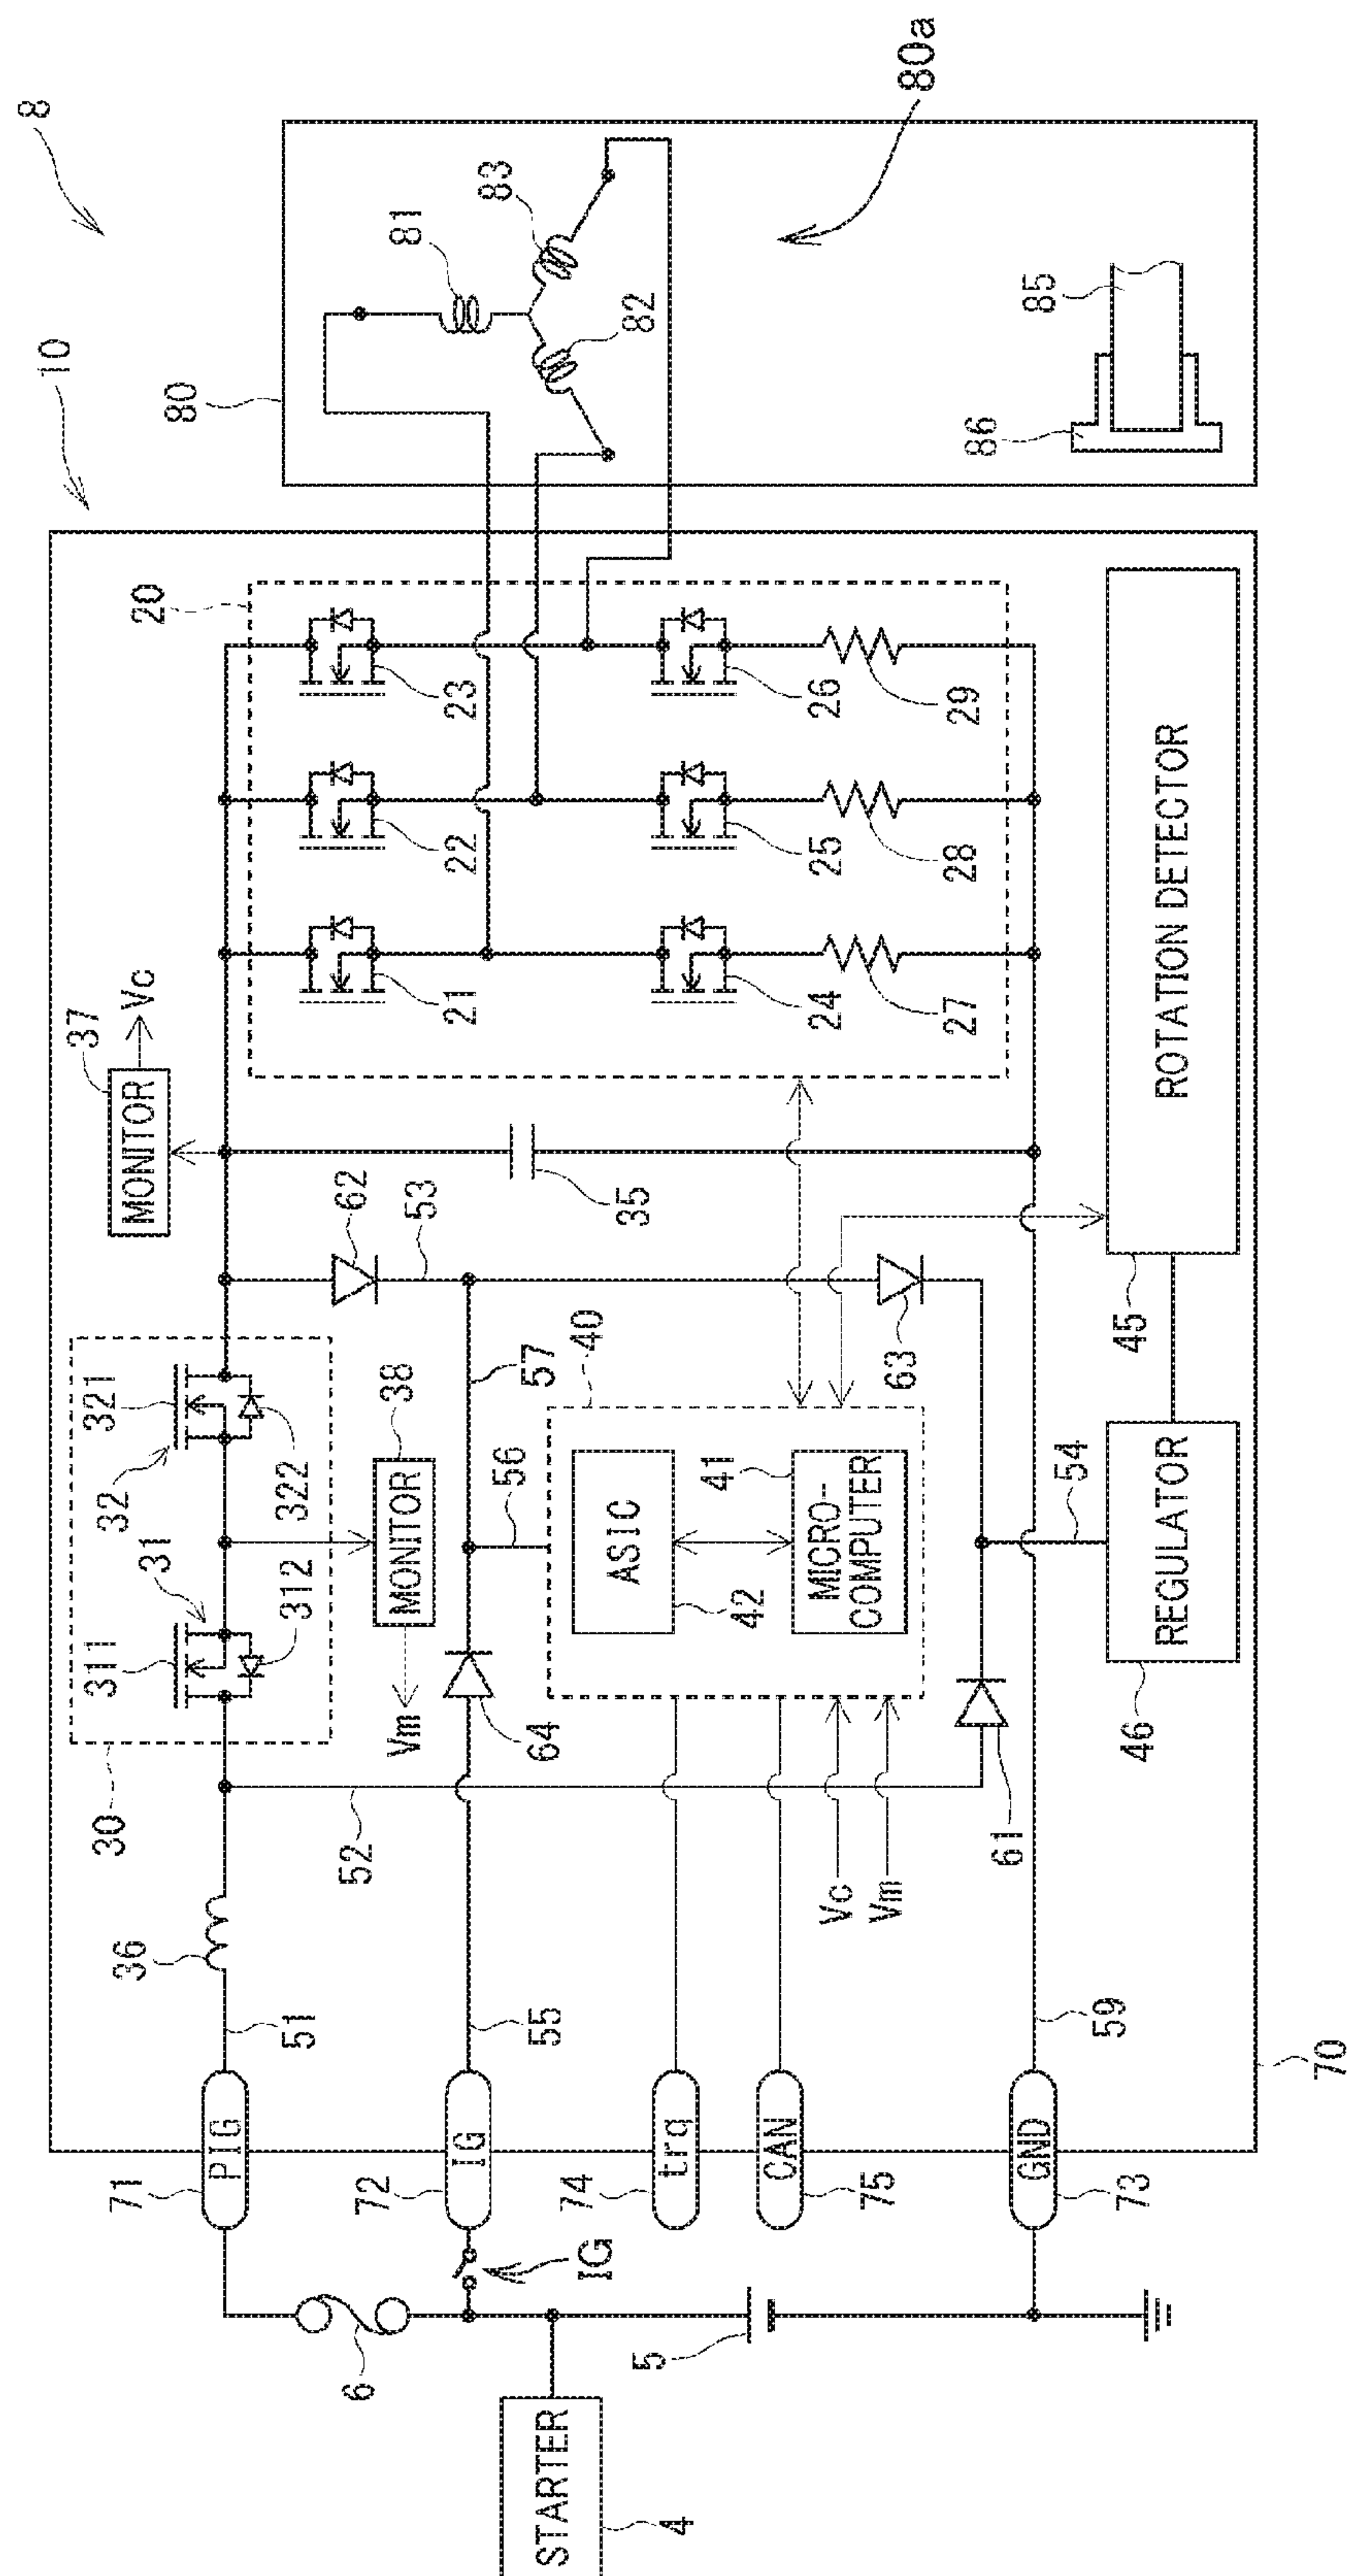 8
10
80
80a
81
82
83
85
86
20
21
22
23
24
25
26
27
28
29
37
MONITOR
Vc
35
62
53
30
31
311
312
32
321
322
38
MONITOR
Vm
57
56
40
ASIC
42
41
MICRO-
COMPUTER
63
64
61
52
54
Vc
Vm
REGULATOR
46
ROTATION DETECTOR
45
36
51
55
59
70
71
PIG
72
IG
74
trq
CAN
75
GND
73
IG
6
5
STARTER
4